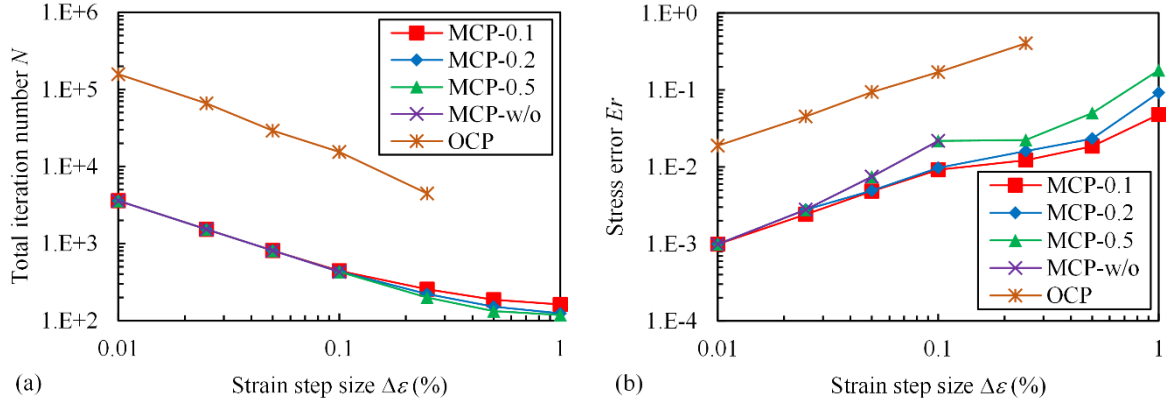 1.E+6
1.E+5
1.E+4
1.E+3
1.E+2
Total iteration number N
MCP-0.1
MCP-0.2
MCP-0.5
MCP-w/o
OCP
0.01
0.1
1
Strain step size Δε (%)
(a)
1.E+0
1.E-1
1.E-2
1.E-3
1.E-4
Stress error Er
MCP-0.1
MCP-0.2
MCP-0.5
MCP-w/o
OCP
0.01
0.1
1
Strain step size Δε (%)
(b)